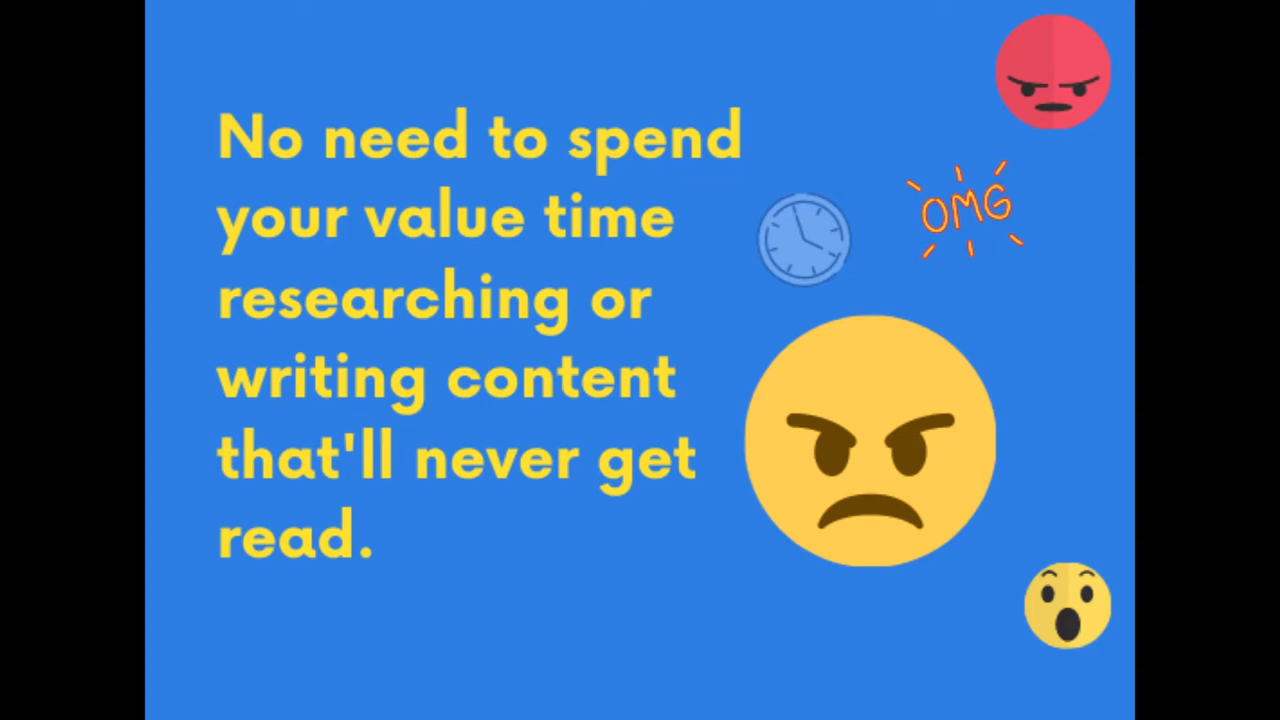 No need to spend
your value time
researching or
writing content
that'll never get
read.
OMG